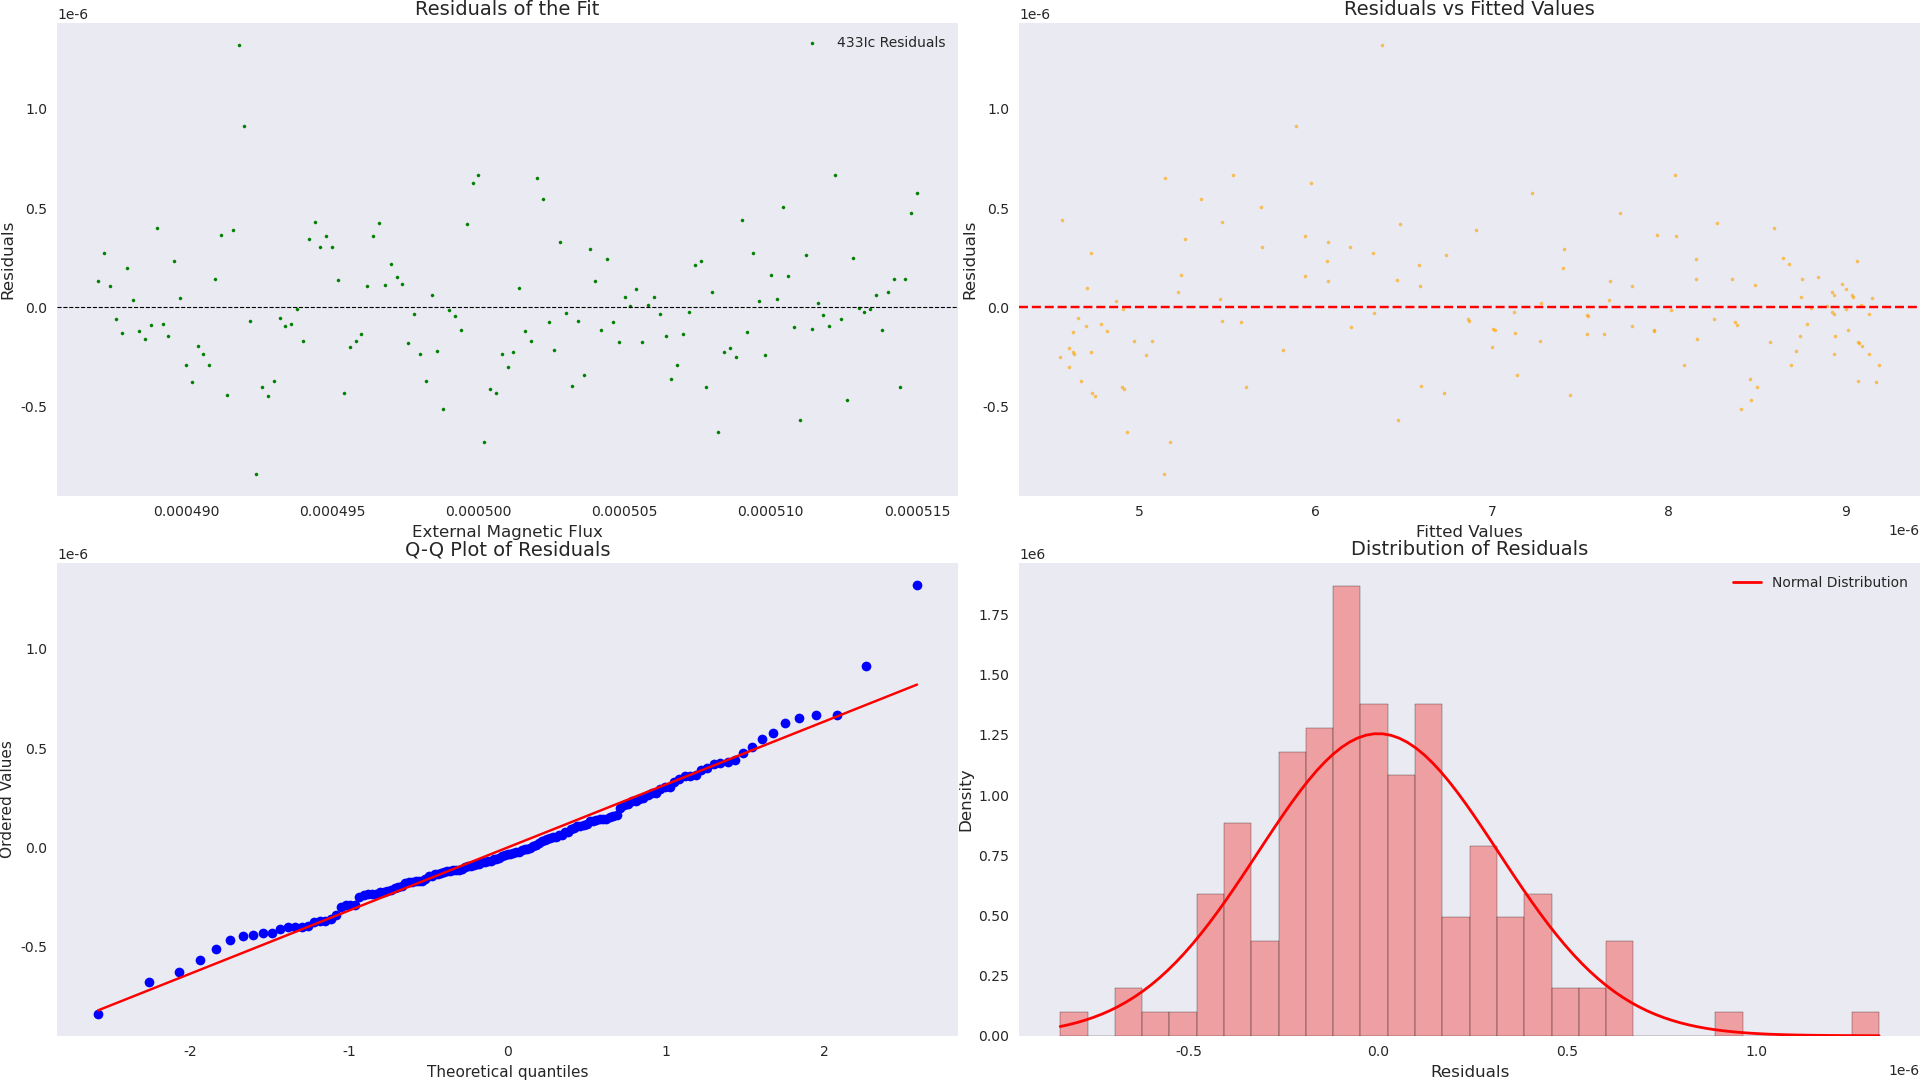 Residuals of the Fit
1e-6
433Ic Residuals
1.0
0.5
0.0
-0.5
Residuals
0.000490 0.000495 0.000500 0.000505 0.000510 0.000515
External Magnetic Flux
Residuals vs Fitted Values
1e-6
1.0
0.5
0.0
-0.5
Residuals
5 6 7 8 9
1e-6
Fitted Values
Q-Q Plot of Residuals
1e-6
1.0
0.5
0.0
-0.5
Ordered Values
-2 -1 0 1 2
Theoretical quantiles
Distribution of Residuals
1e6
Normal Distribution
1.75
1.50
1.25
1.00
0.75
0.50
0.25
0.00
Density
-0.5 0.0 0.5 1.0
1e-6
Residuals